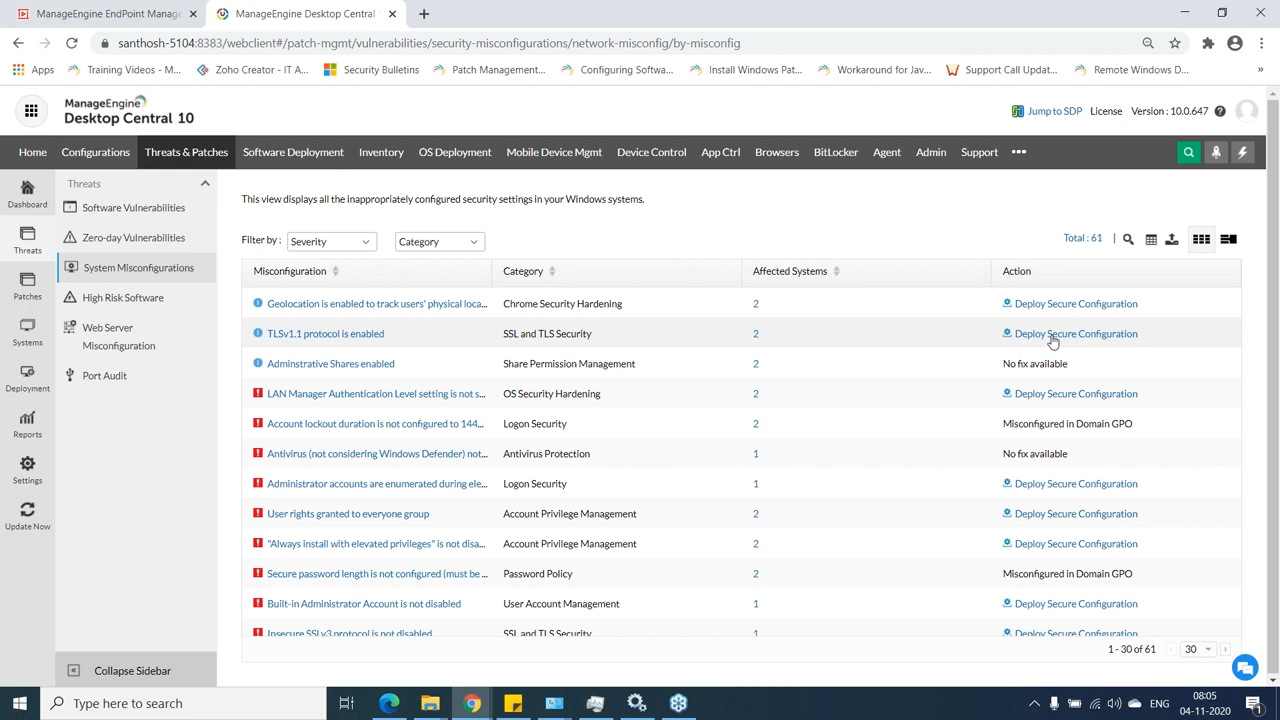 ManageEngine EndPoint Manage
ManageEngine Desktop Central
santhosh-5104:8383/webclient#/patch-mgmt/vulnerabilities/security-misconfigurations/network-misconfig/by-misconfig
Apps
Training Videos - M...
Zoho Creator - IT A...
Security Bulletins
Patch Management...
Configuring Softwa...
Install Windows Pat...
Workaround for Jav...
Support Call Updat...
Remote Windows D...
»
ManageEngine
Desktop Central 10
Jump to SDP
License
Version : 10.0.647
Home
Configurations
Threats & Patches
Software Deployment
Inventory
OS Deployment
Mobile Device Mgmt
Device Control
App Ctrl
Browsers
BitLocker
Agent
Admin
Support
Dashboard
Threats
Patches
Systems
Deployment
Reports
Settings
Update Now
Threats
Software Vulnerabilities
Zero-day Vulnerabilities
System Misconfigurations
High Risk Software
Web Server
Misconfiguration
Port Audit
Collapse Sidebar
This view displays all the inappropriately configured security settings in your Windows systems.
Filter by : Severity Category
Total : 61
Misconfiguration Category Affected Systems Action
Geolocation is enabled to track users' physical loca... Chrome Security Hardening 2 Deploy Secure Configuration
TLSv1.1 protocol is enabled SSL and TLS Security 2 Deploy Secure Configuration
Adminstrative Shares enabled Share Permission Management 2 No fix available
LAN Manager Authentication Level setting is not s... OS Security Hardening 2 Deploy Secure Configuration
Account lockout duration is not configured to 144... Logon Security 2 Misconfigured in Domain GPO
Antivirus (not considering Windows Defender) not... Antivirus Protection 1 No fix available
Administrator accounts are enumerated during ele... Logon Security 1 Deploy Secure Configuration
User rights granted to everyone group Account Privilege Management 2 Deploy Secure Configuration
"Always install with elevated privileges" is not disa... Account Privilege Management 2 Deploy Secure Configuration
Secure password length is not configured (must be ... Password Policy 2 Misconfigured in Domain GPO
Built-in Administrator Account is not disabled User Account Management 1 Deploy Secure Configuration
Insecure SSLv3 protocol is not disabled SSL and TLS Security 1 Deploy Secure Configuration
1 - 30 of 61
30
Type here to search
ENG
08:05
04-11-2020